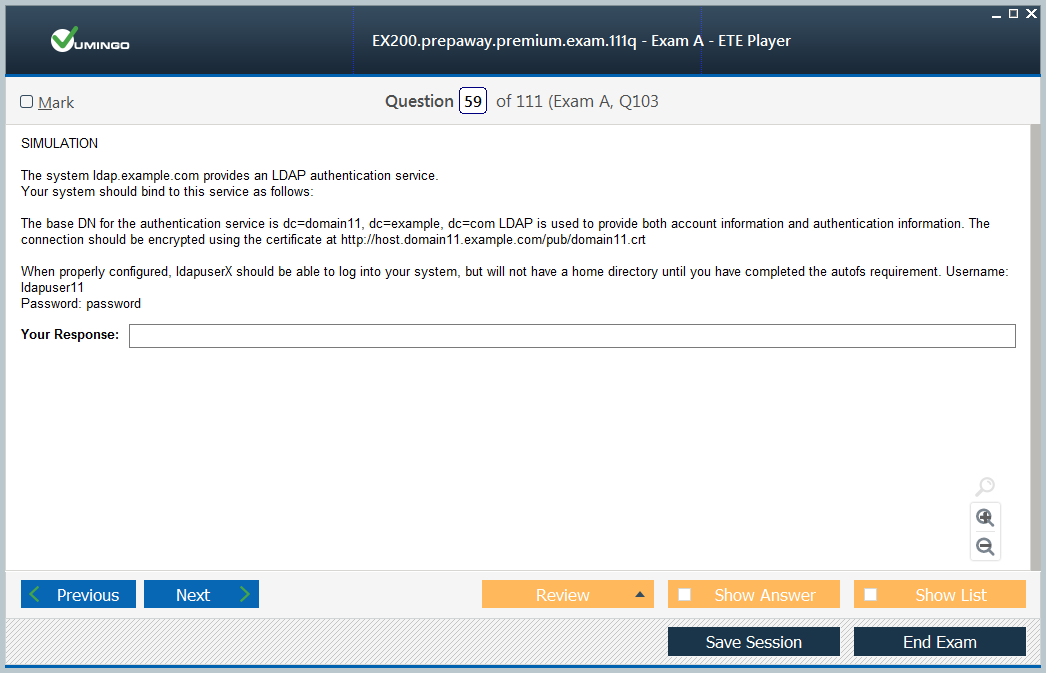 VUMINGO
EX200.prepaway.premium.exam.111q - Exam A - ETE Player
Mark
Question 59 of 111 (Exam A, Q103
SIMULATION
The system ldap.example.com provides an LDAP authentication service.
Your system should bind to this service as follows:
The base DN for the authentication service is dc=domain11, dc=example, dc=com LDAP is used to provide both account information and authentication information. The
connection should be encrypted using the certificate at http://host.domain11.example.com/pub/domain11.crt
When properly configured, ldapuserX should be able to log into your system, but will not have a home directory until you have completed the autofs requirement. Username:
ldapuser11
Password: password
Your Response:
Previous
Next
Review
Show Answer
Show List
Save Session
End Exam